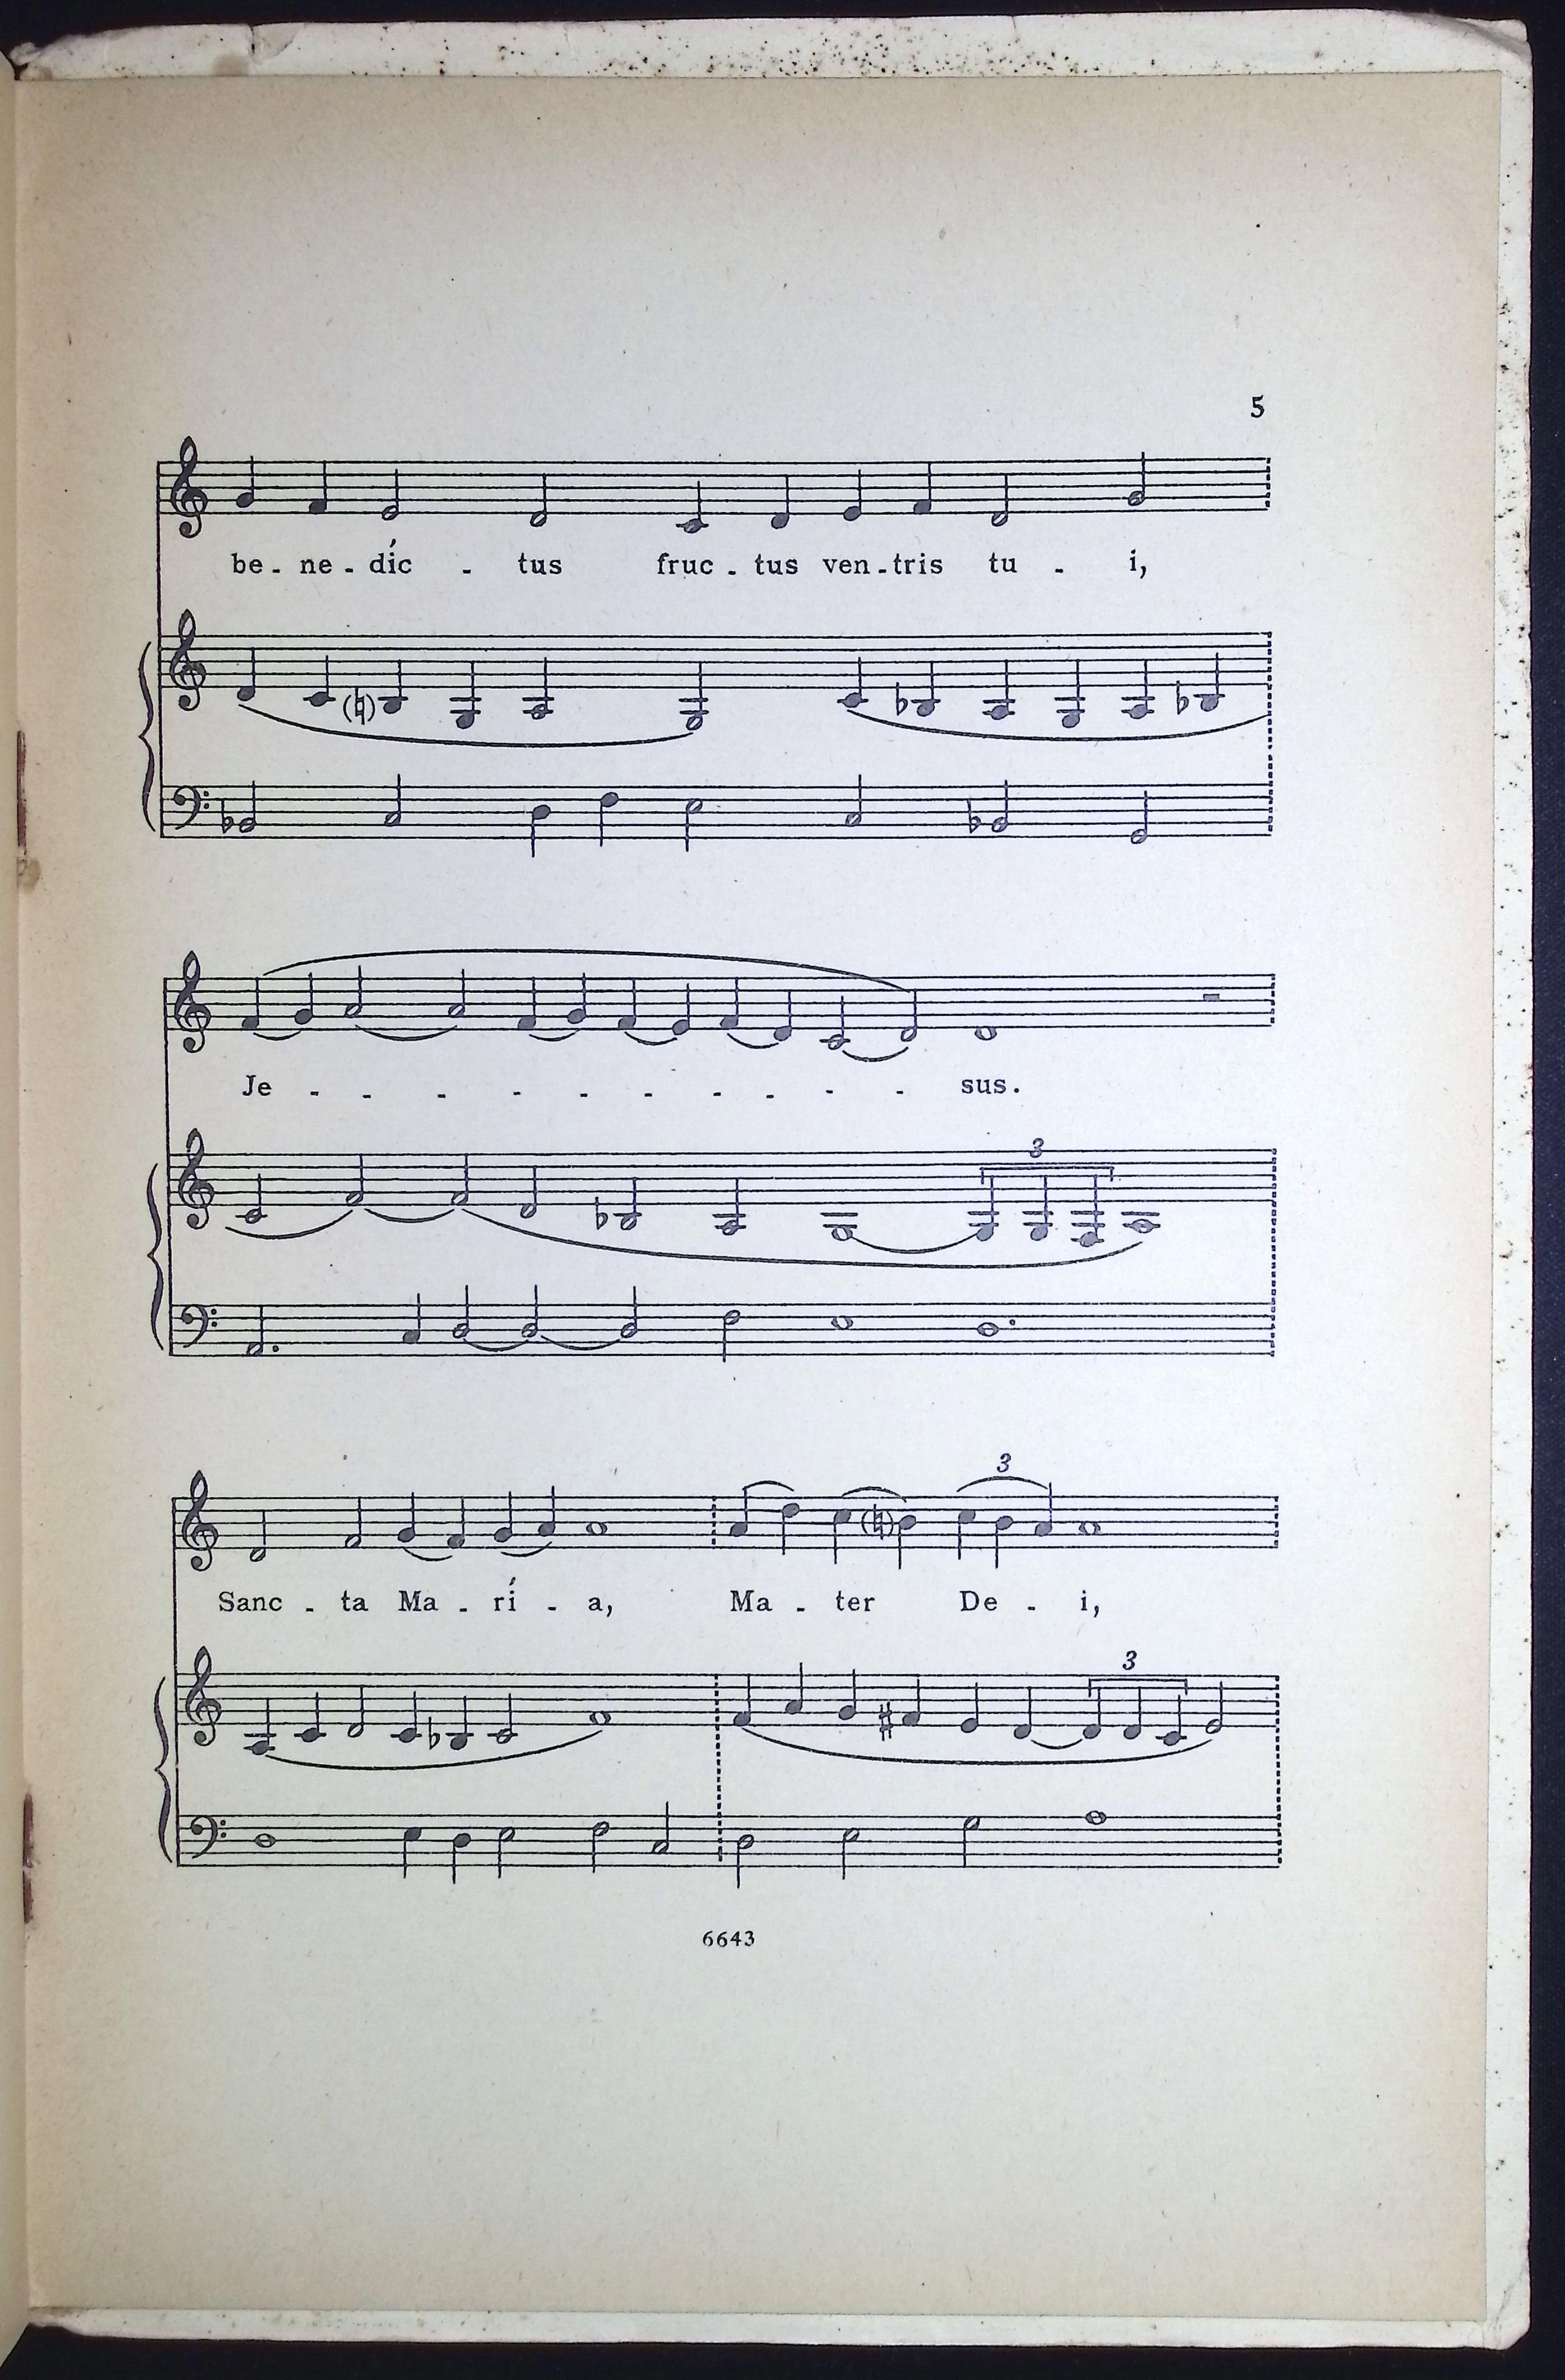 5
be - ne - díc - tus fruc - tus ven - tris tu - i,
Je - - - - - - - - - - sus.
3
3
Sanc - ta Ma - rí - a, Ma - ter De - i,
3
6643